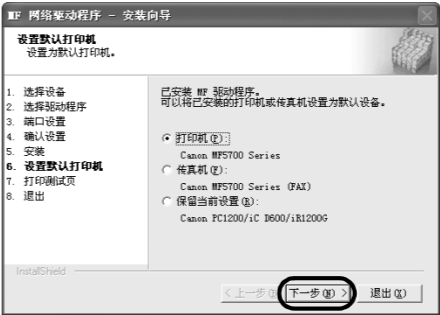 MF 网络驱动程序 - 安装向导
设置默认打印机
设置为默认打印机。
1. 选择设备
2. 选择驱动程序
3. 端口设置
4. 确认设置
5. 安装
6. 设置默认打印机
7. 打印测试页
8. 退出
已安装 MF 驱动程序。
可以将已安装的打印机或传真机设置为默认设备。
打印机(P):
Canon MF5700 Series
传真机(F):
Canon MF5700 Series (FAX)
保留当前设置(R):
Canon PC1200/iC D600/iR1200G
InstallShield
< 上一步
下一步(N) >
退出(X)